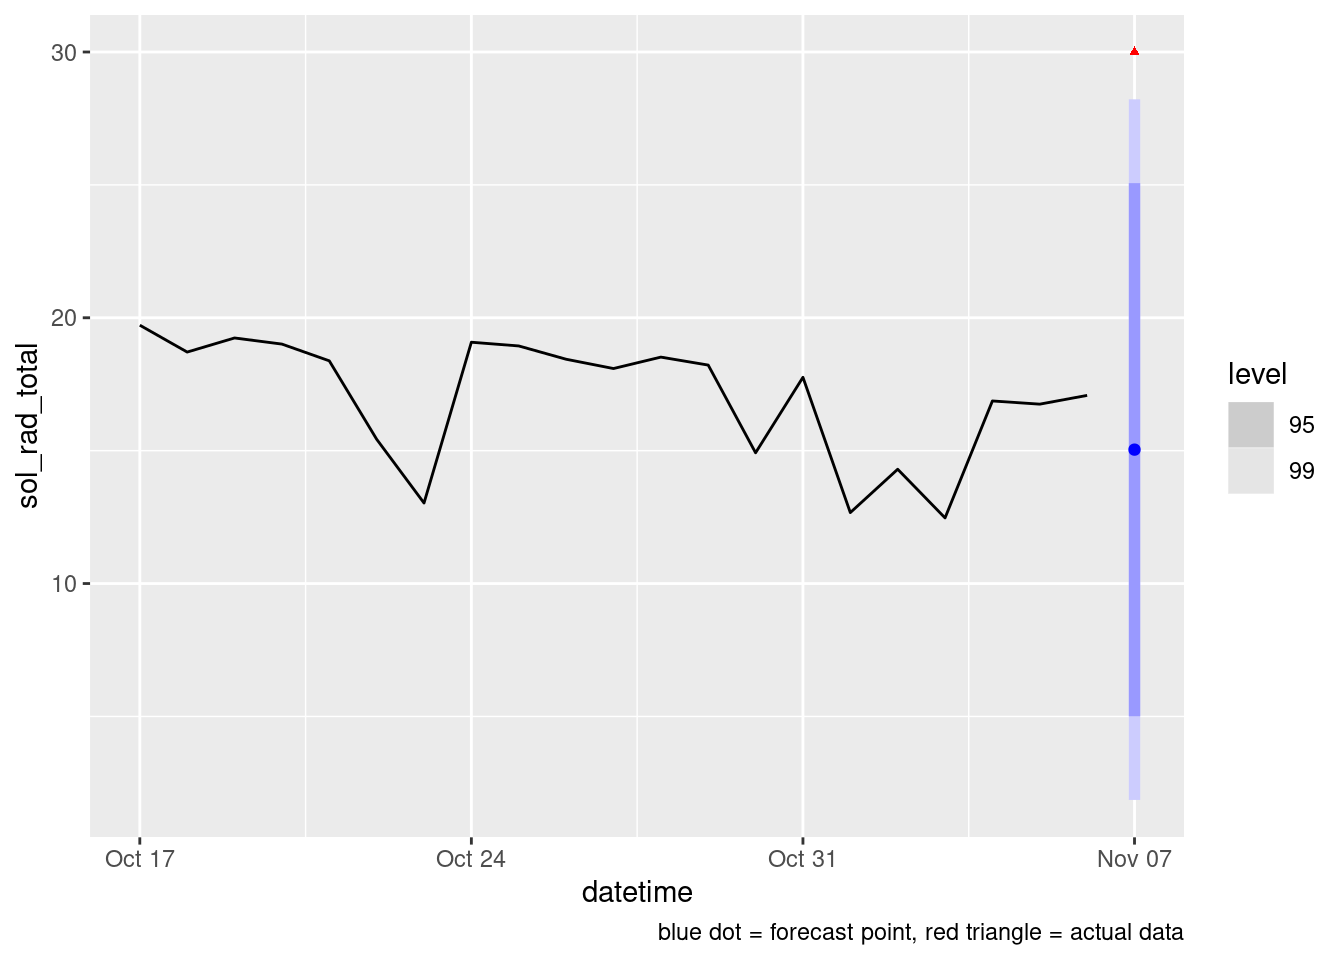 30
20
10
sol_rad_total
Oct 17
Oct 24
Oct 31
Nov 07
datetime
level
95
99
blue dot = forecast point, red triangle = actual data